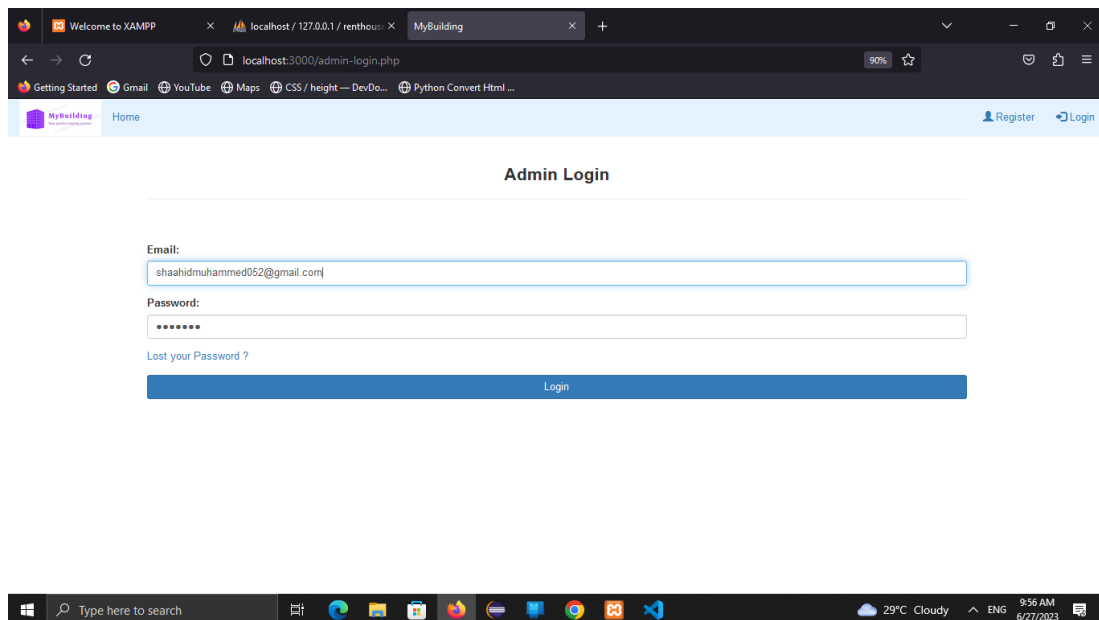 Welcome to XAMPP
localhost / 127.0.0.1 / renthouse
MyBuilding
localhost:3000/admin-login.php
90%
Getting Started Gmail YouTube Maps CSS / height — DevDo... Python Convert Html ...
MyBuilding
Home
Register
Login
Admin Login
Email:
shaahidmuhammed052@gmail.com
Password:
Lost your Password ?
Login
Type here to search
29°C Cloudy
ENG
9:56 AM
6/27/2023